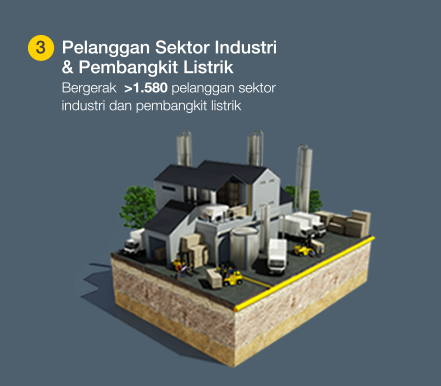 3 Pelanggan Sektor Industri
& Pembangkit Listrik
Bergerak >1.580 pelanggan sektor
industri dan pembangkit listrik